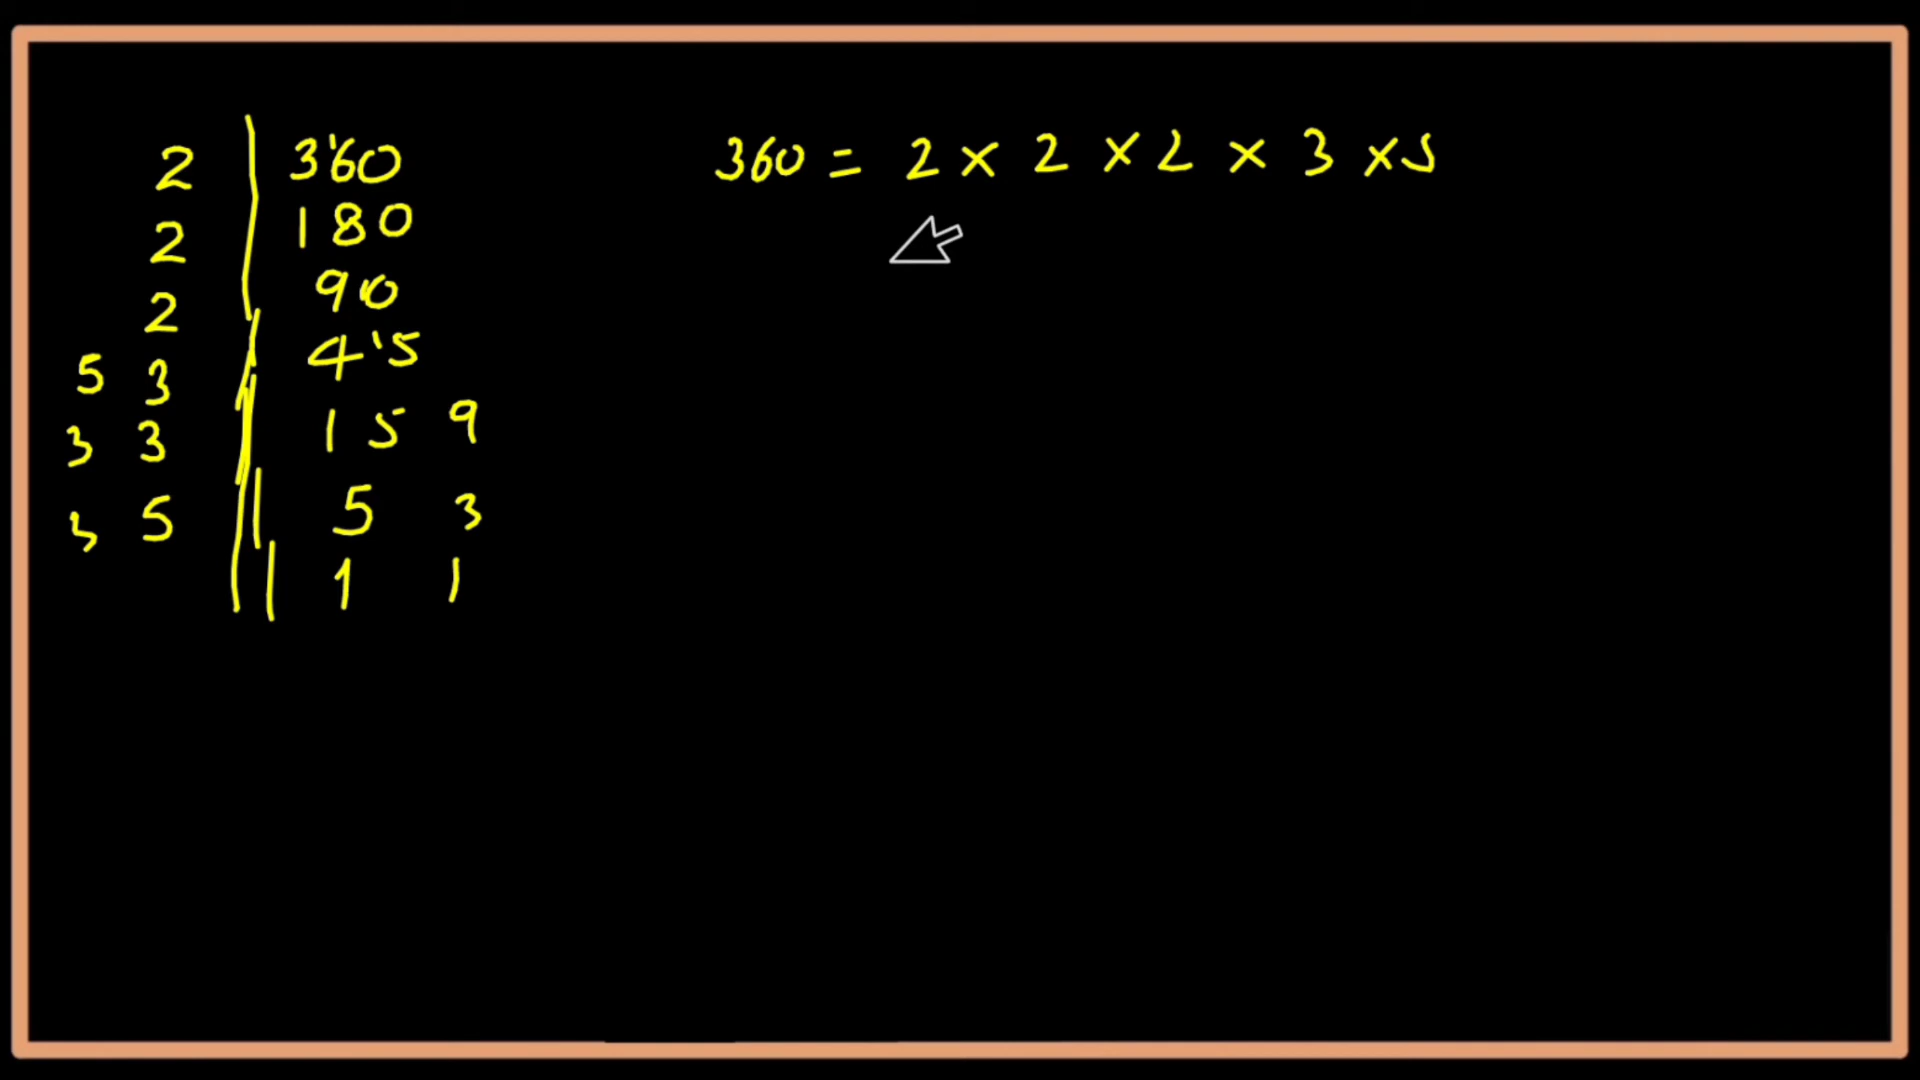 2 | 360 360 = 2 × 2 × 2 × 3 × 5
2 | 180
2 | 90
5 3 | 45
3 3 | 15 9
3 5 | 5 3
| 1 1